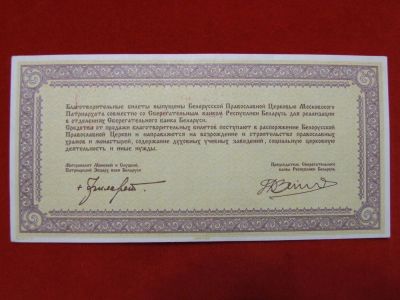 Благотворительные билеты выпущены Белорусской Православной Церковью Московского
Патриархата совместно со Сберегательным банком Республики Беларусь для реализации
в отделениях Сберегательного банка Беларуси.
Средства от продажи благотворительных билетов поступают в распоряжение Белорусской
Православной Церкви и направляются на возрождение и строительство православных
храмов и монастырей, содержание духовных учебных заведений, социальную церковную
деятельность и иные нужды.
Митрополит Минский и Слуцкий,
Патриарший Экзарх всея Беларуси
Председатель Сберегательного
банка Республики Беларусь
+ Филарет